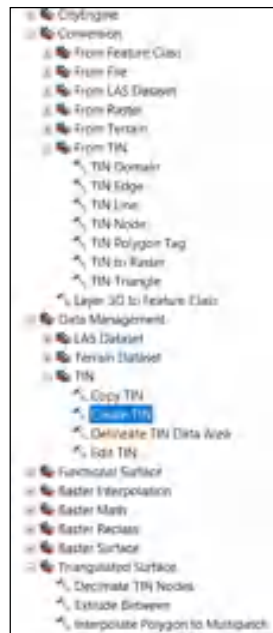 CityEngine
Conversion
From Feature Class
From File
From LAS Dataset
From Raster
From Terrain
From TIN
TIN Domain
TIN Edge
TIN Line
TIN Node
TIN Polygon Tag
TIN to Raster
TIN Triangle
Layer 3D to Feature Class
Data Management
LAS Dataset
Terrain Dataset
TIN
Copy TIN
Create TIN
Delineate TIN Data Area
Edit TIN
Functional Surface
Raster Interpolation
Raster Math
Raster Reclass
Raster Surface
Triangulated Surface
Decimate TIN Nodes
Extrude Between
Interpolate Polygon to Multipatch